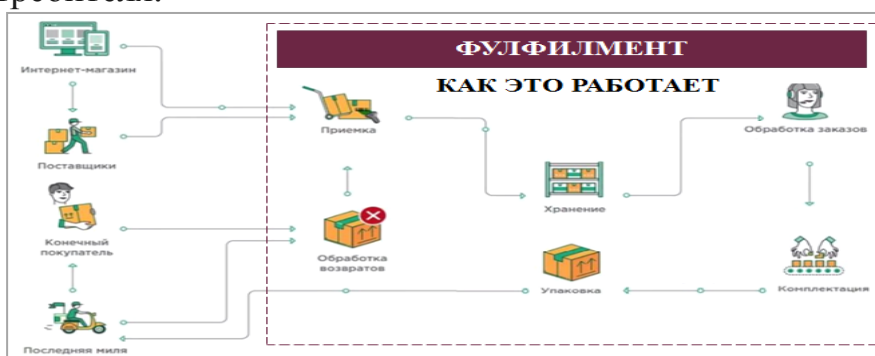 требителя.
ФУЛФИЛМЕНТ
КАК ЭТО РАБОТАЕТ
Интернет-магазин
Приемка
Обработка заказов
Поставщики
Хранение
Конечный
покупатель
Обработка
возвратов
Упаковка
Комплектация
Последняя миля